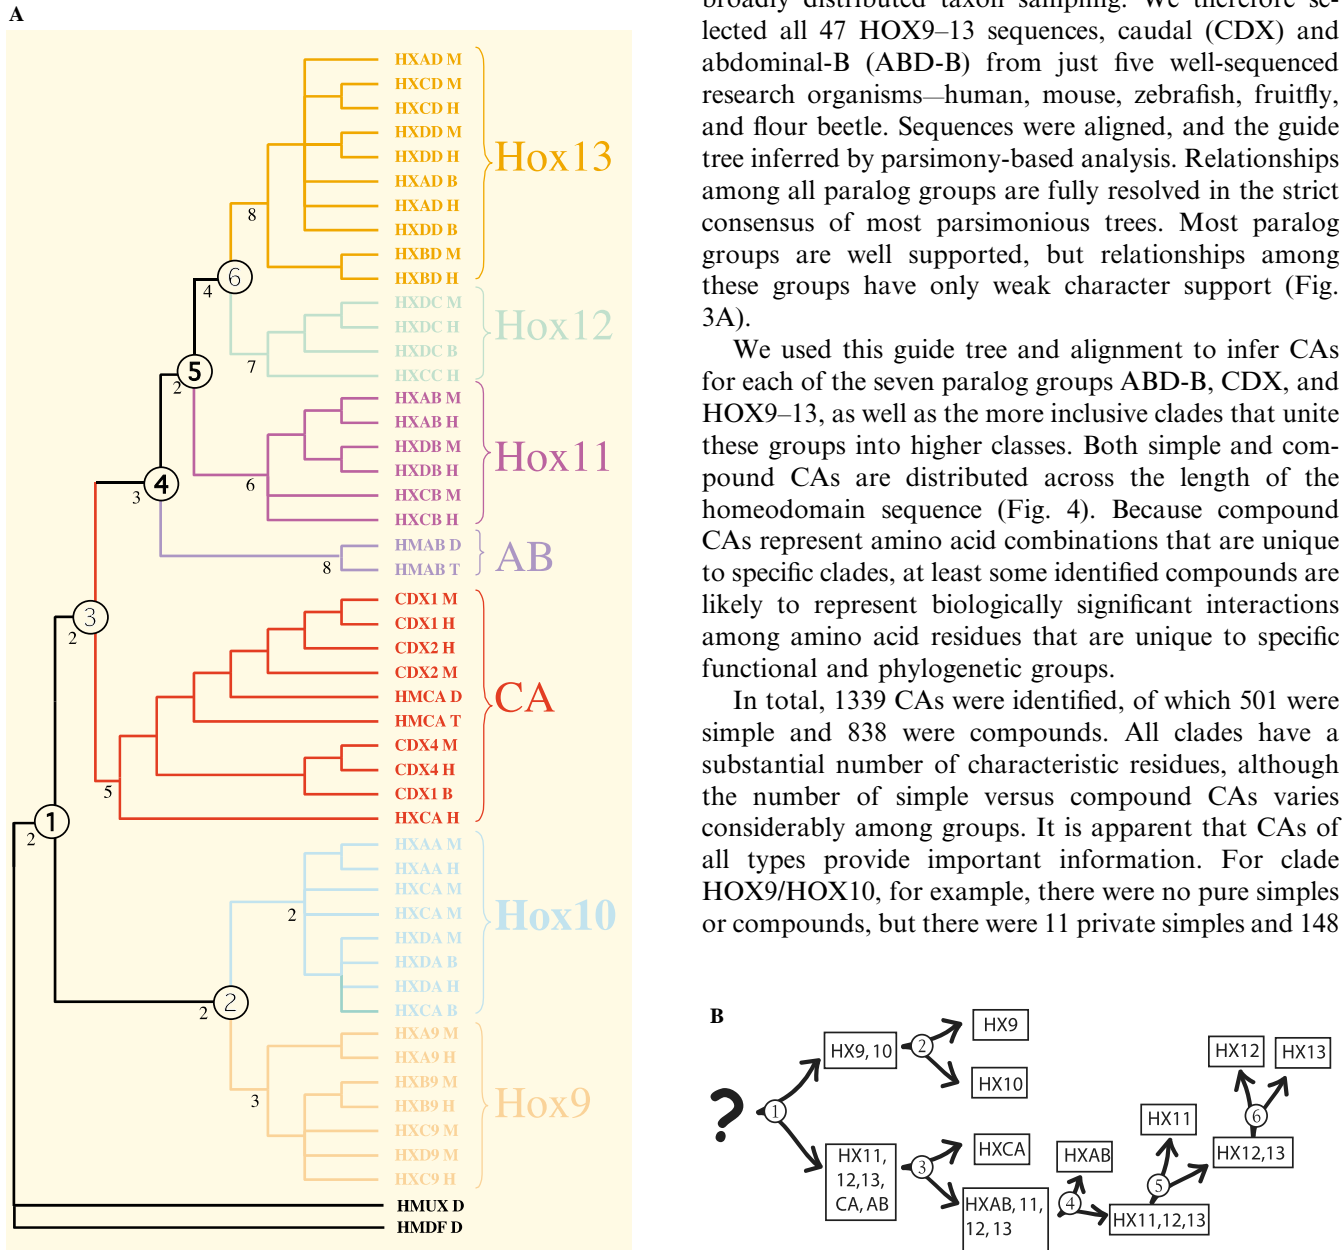 A
HXAD M
HXCD M
HXCD H
HXDD M
HXDD H
HXAD B
HXAD H
HXDD B
HXBD M
HXBD H
Hox13
8
6
4
HXDC M
HXDC H
HXDC B
HXCC H
Hox12
7
5
2
HXAB M
HXAB H
HXDB M
HXDB H
HXCB M
HXCB H
Hox11
6
4
3
HMAB D
HMAB T
AB
8
CDX1 M
CDX1 H
CDX2 H
CDX2 M
HMCA D
HMCA T
CDX4 M
CDX4 H
CDX1 B
HXCA H
CA
3
2
5
1
2
HXAA M
HXAA H
HXCA M
HXCA M
HXDA M
HXDA B
HXDA H
HXCA B
Hox10
2
2
2
HXA9 M
HXA9 H
HXB9 M
HXB9 H
HXC9 M
HXD9 M
HXC9 H
Hox9
3
HMUX D
HMDF D
broadly distributed taxon sampling. We therefore se-
lected all 47 HOX9–13 sequences, caudal (CDX) and
abdominal-B (ABD-B) from just five well-sequenced
research organisms—human, mouse, zebrafish, fruitfly,
and flour beetle. Sequences were aligned, and the guide
tree inferred by parsimony-based analysis. Relationships
among all paralog groups are fully resolved in the strict
consensus of most parsimonious trees. Most paralog
groups are well supported, but relationships among
these groups have only weak character support (Fig.
3A).
We used this guide tree and alignment to infer CAs
for each of the seven paralog groups ABD-B, CDX, and
HOX9–13, as well as the more inclusive clades that unite
these groups into higher classes. Both simple and com-
pound CAs are distributed across the length of the
homeodomain sequence (Fig. 4). Because compound
CAs represent amino acid combinations that are unique
to specific clades, at least some identified compounds are
likely to represent biologically significant interactions
among amino acid residues that are unique to specific
functional and phylogenetic groups.
In total, 1339 CAs were identified, of which 501 were
simple and 838 were compounds. All clades have a
substantial number of characteristic residues, although
the number of simple versus compound CAs varies
considerably among groups. It is apparent that CAs of
all types provide important information. For clade
HOX9/HOX10, for example, there were no pure simples
or compounds, but there were 11 private simples and 148
B
?
1
HX9, 10
2
HX9
HX10
HX11,
12,13,
CA, AB
3
HXCA
HXAB, 11,
12, 13
4
HXAB
HX11,12,13
5
HX11
HX12,13
6
HX12
HX13